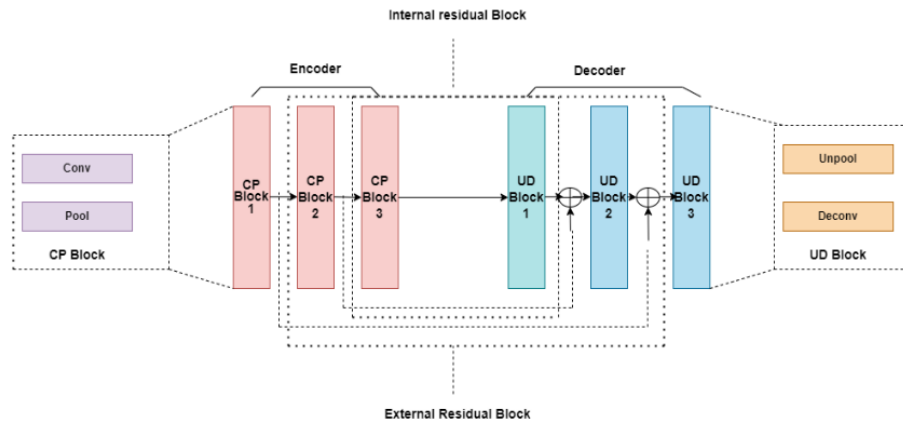 Internal residual Block
Encoder
Decoder
Conv
Pool
CP Block
CP
Block
1
CP
Block
2
CP
Block
3
UD
Block
1
UD
Block
2
UD
Block
3
Unpool
Deconv
UD Block
External Residual Block